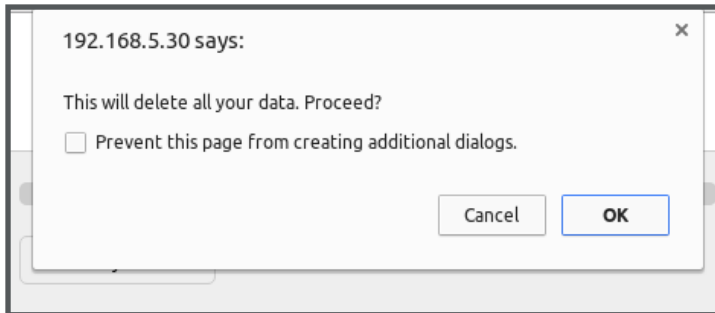 192.168.5.30 says:
This will delete all your data. Proceed?
Prevent this page from creating additional dialogs.
Cancel
OK